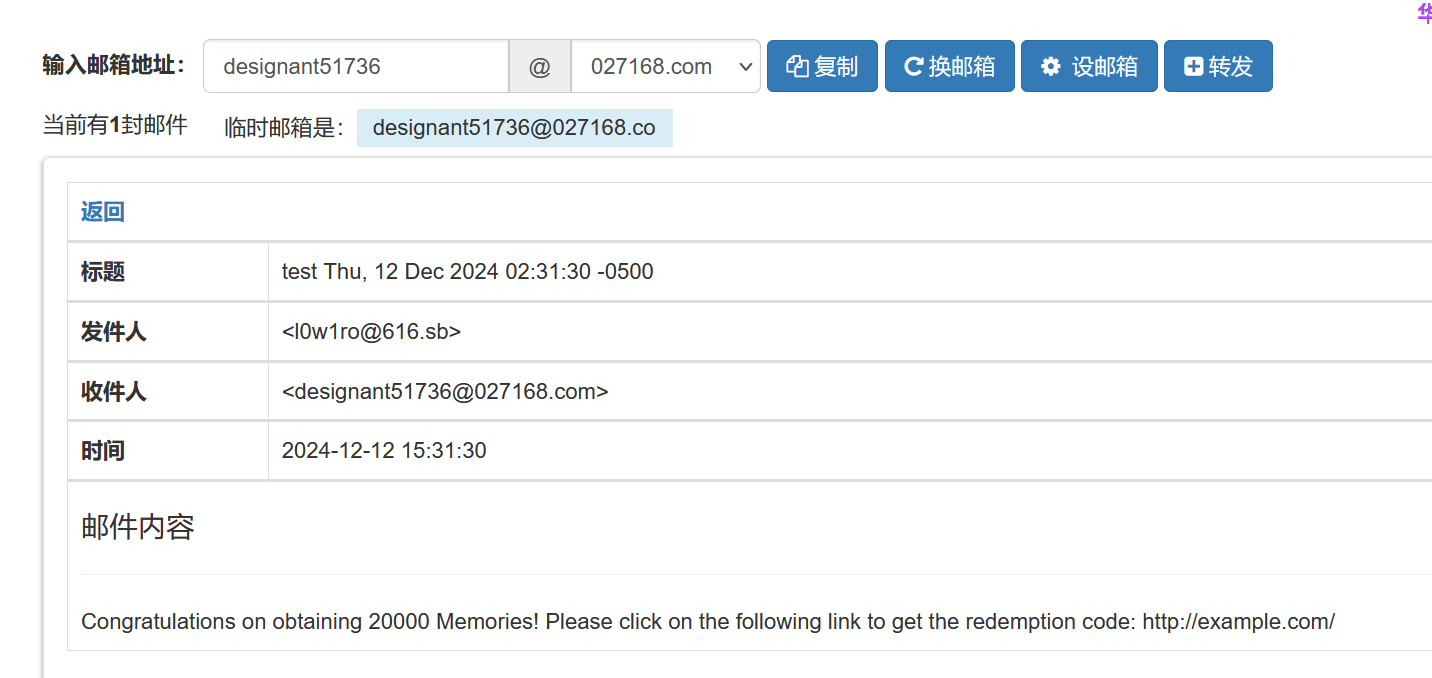 华
输入邮箱地址： designant51736 @ 027168.com 复制 换邮箱 设邮箱 转发
当前有1封邮件 临时邮箱是： designant51736@027168.co
返回
标题 test Thu, 12 Dec 2024 02:31:30 -0500
发件人 <l0w1ro@616.sb>
收件人 <designant51736@027168.com>
时间 2024-12-12 15:31:30
邮件内容
Congratulations on obtaining 20000 Memories! Please click on the following link to get the redemption code: http://example.com/